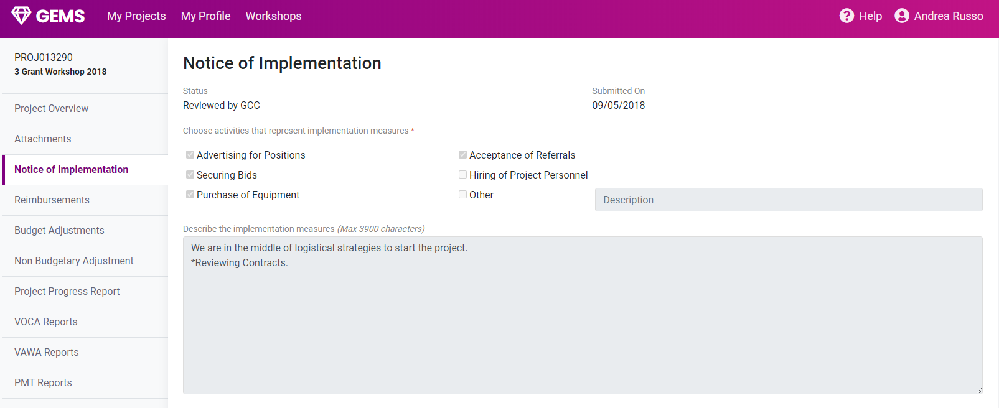 GEMS My Projects My Profile Workshops ? Help Andrea Russo
PROJ013290
3 Grant Workshop 2018
Project Overview
Attachments
Notice of Implementation
Reimbursements
Budget Adjustments
Non Budgetary Adjustment
Project Progress Report
VOCA Reports
VAWA Reports
PMT Reports
Notice of Implementation
Status
Reviewed by GCC
Submitted On
09/05/2018
Choose activities that represent implementation measures *
Advertising for Positions
Acceptance of Referrals
Securing Bids
Hiring of Project Personnel
Purchase of Equipment
Other
Description
Describe the implementation measures (Max 3900 characters)
We are in the middle of logistical strategies to start the project.
*Reviewing Contracts.